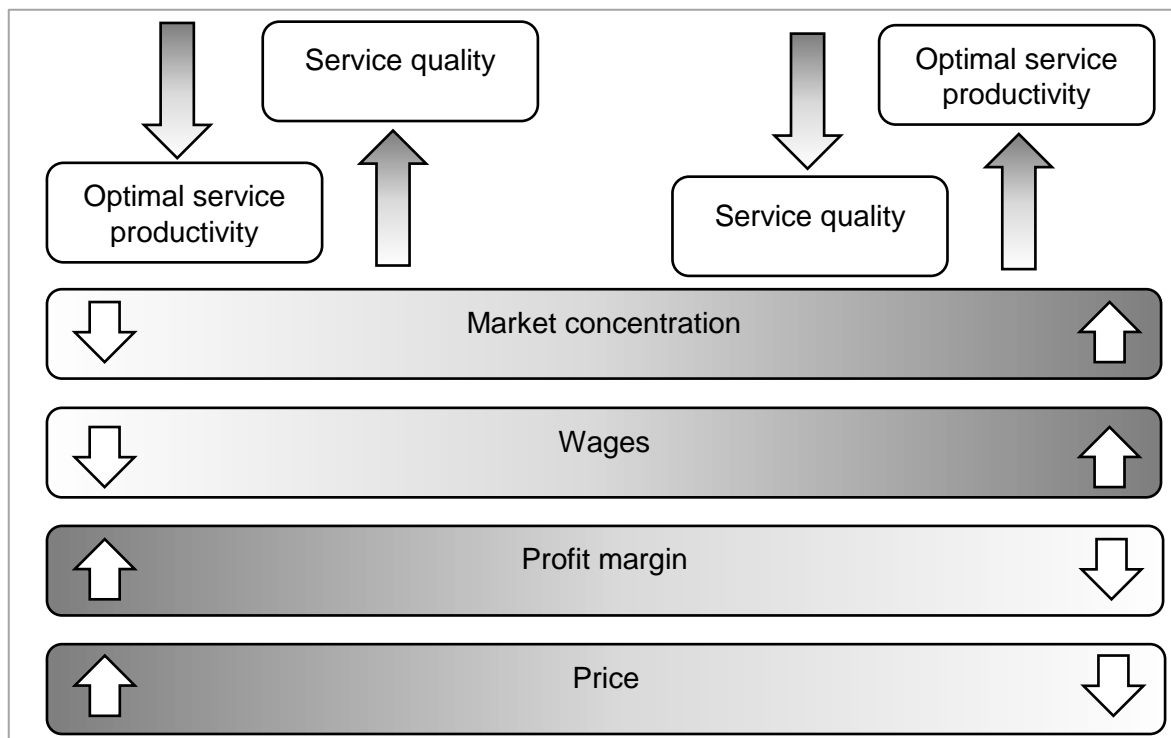 Service quality
Optimal service
productivity
Optimal service
productivity
Service quality
Market concentration
Wages
Profit margin
Price